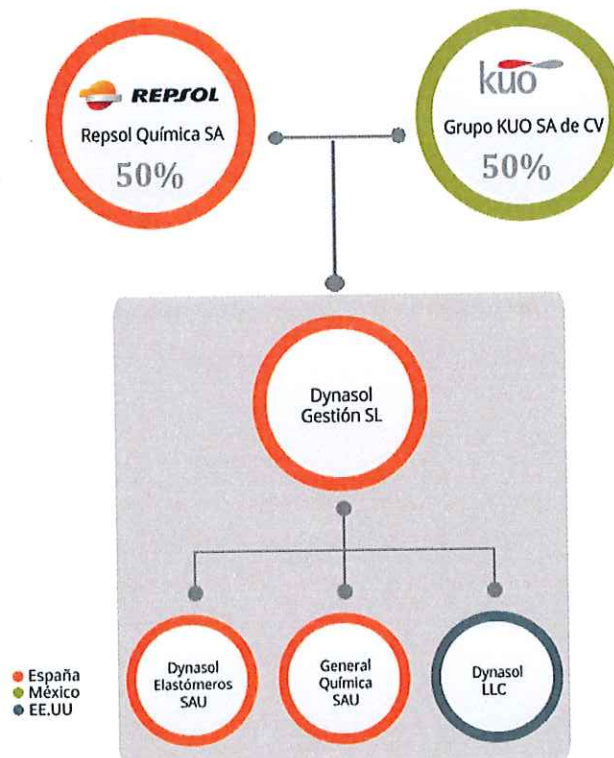 REPSOL
Repsol Química SA
50%
kuo
Grupo KUO SA de CV
50%
Dynasol
Gestión SL
Dynasol
Elastómeros
SAU
General
Química
SAU
Dynasol
LLC
España
México
EE.UU